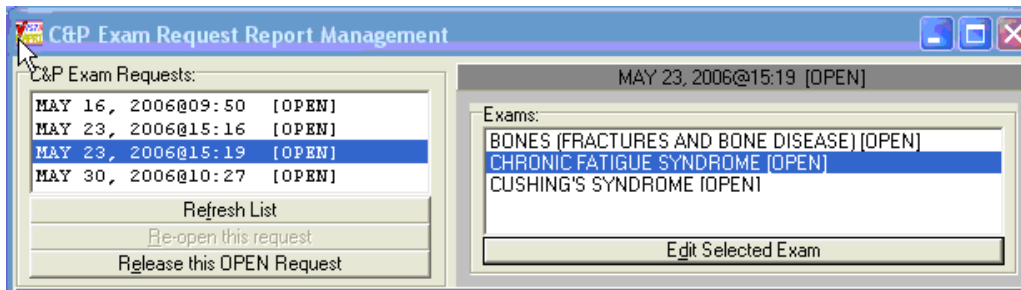 C&P Exam Request Report Management
C&P Exam Requests:
MAY 16, 2006@09:50 [OPEN]
MAY 23, 2006@15:16 [OPEN]
MAY 23, 2006@15:19 [OPEN]
MAY 30, 2006@10:27 [OPEN]
Refresh List
Re-open this request
Release this OPEN Request
MAY 23, 2006@15:19 [OPEN]
Exams:
BONES (FRACTURES AND BONE DISEASE) [OPEN]
CHRONIC FATIGUE SYNDROME [OPEN]
CUSHING'S SYNDROME [OPEN]
Edit Selected Exam